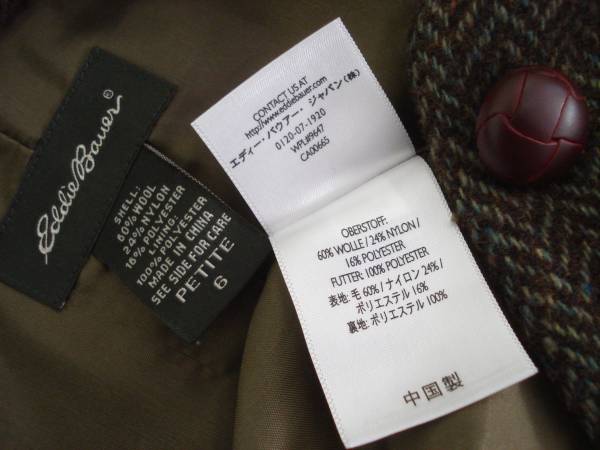 Eddie Bauer®
SHELL:
60% WOOL
24% NYLON
16% POLYESTER
LINING:
100% POLYESTER
MADE IN CHINA
SEE SIDE FOR CARE
PETITE
6
CONTACT US AT
http://www.eddiebauer.com
エディー・バウアー・ジャパン(株)
0120-07-1920
WPL#9647
CA00665
OBERSTOFF:
60% WOLLE / 24% NYLON /
16% POLYESTER
FUTTER: 100% POLYESTER
表地: 毛 60% / ナイロン 24% /
ポリエステル 16%
裏地: ポリエステル 100%
中国製